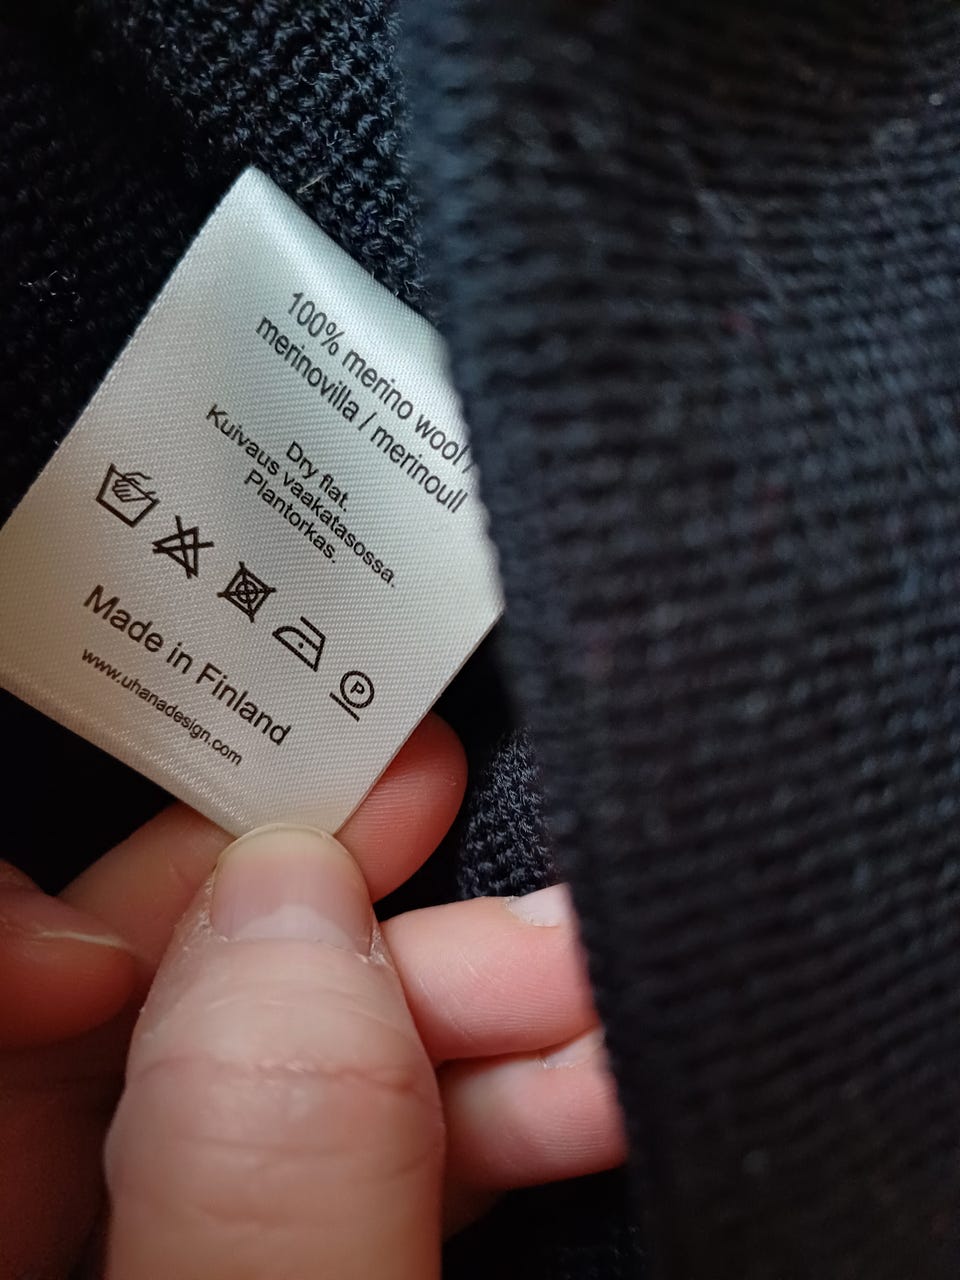 100% merino wool /
merinovilla / merinoull
Dry flat.
Kuivaus vaakatasossa.
Plantorkas.
P
Made in Finland
www.uhanadesign.com